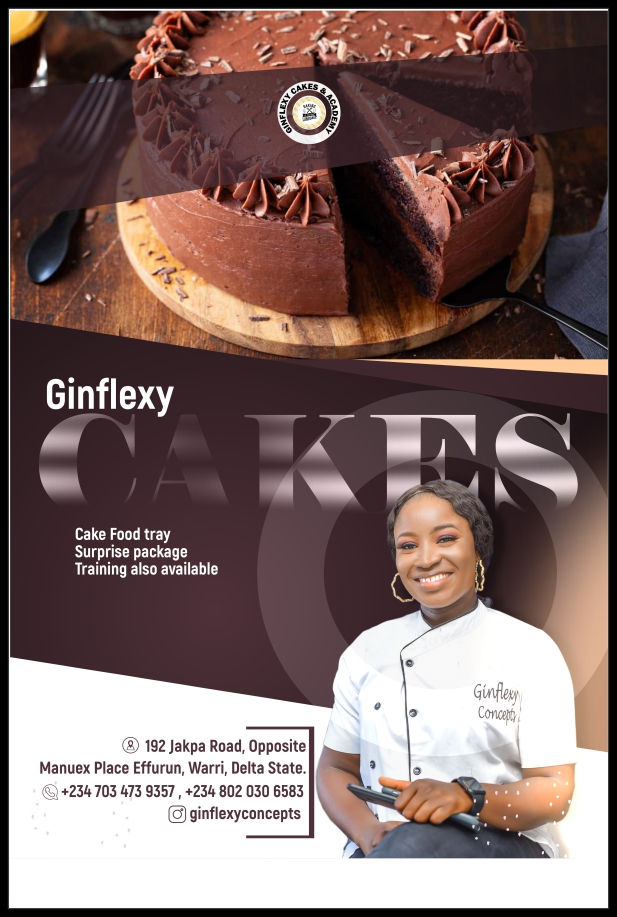 GINFLEXY CAKES & ACADEMY
Ginflexy
CAKES
Cake Food tray
Surprise package
Training also available
Ginflexy
Concepts
192 Jakpa Road, Opposite
Manuex Place Effurun, Warri, Delta State.
+234 703 473 9357 , +234 802 030 6583
ginflexyconcepts